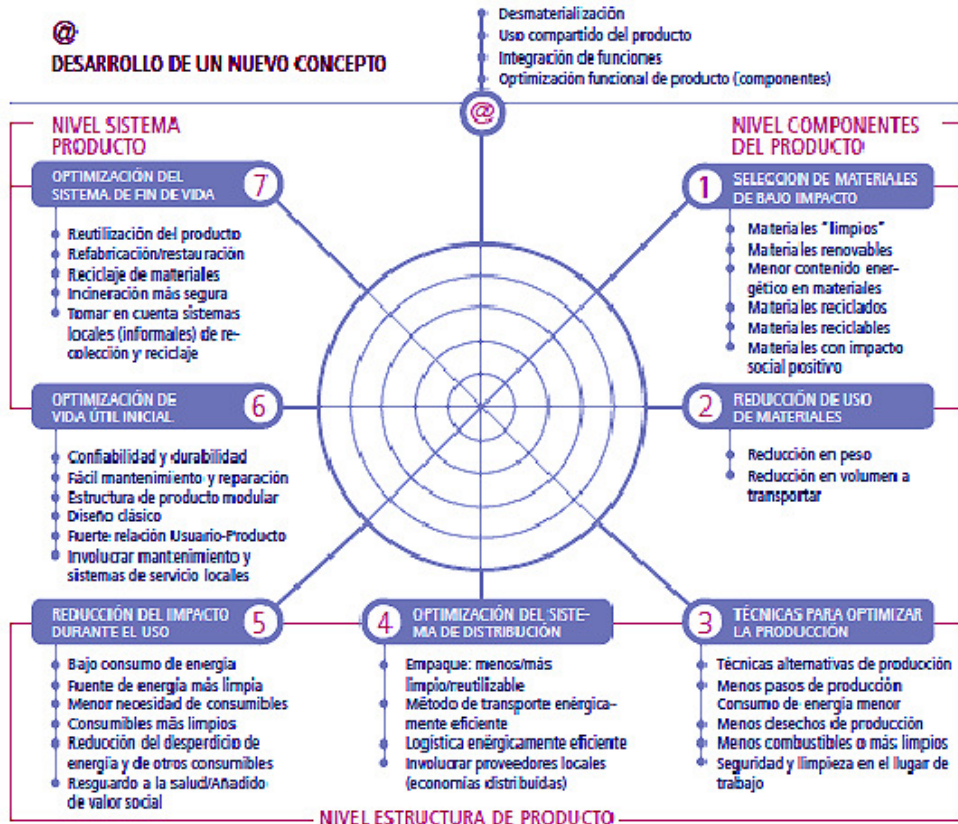 @
DESARROLLO DE UN NUEVO CONCEPTO
Desmaterialización
Uso compartido del producto
Integración de funciones
Optimización funcional de producto (componentes)
@
NIVEL SISTEMA
PRODUCTO
OPTIMIZACIÓN DEL
SISTEMA DE FIN DE VIDA
7
Reutilización del producto
Refabricación/restauración
Reciclaje de materiales
Incineración más segura
Tomar en cuenta sistemas
locales (informales) de re-
colección y reciclaje
NIVEL COMPONENTES
DEL PRODUCTO
1
SELECCION DE MATERIALES
DE BAJO IMPACTO
Materiales "limpios"
Materiales renovables
Menor contenido ener-
gético en materiales
Materiales reciclados
Materiales reciclables
Materiales con impacto
social positivo
OPTIMIZACIÓN DE
VIDA ÚTIL INICIAL
6
Confiabilidad y durabilidad
Fácil mantenimiento y reparación
Estructura de producto modular
Diseño clásico
Fuerte relación Usuario-Producto
Involucrar mantenimiento y
sistemas de servicio locales
2
REDUCCIÓN DE USO
DE MATERIALES
Reducción en peso
Reducción en volumen a
transportar
REDUCCIÓN DEL IMPACTO
DURANTE EL USO
5
Bajo consumo de energía
Fuente de energía más limpia
Menor necesidad de consumibles
Consumibles más limpios
Reducción del desperdicio de
energía y de otros consumibles
Resguardo a la salud/Añadido
de valor social
4
OPTIMIZACIÓN DEL SISTE-
MA DE DISTRIBUCIÓN
Empaque: menos/más
limpio/reutilizable
Método de transporte enérgica-
mente eficiente
Logística enérgicamente eficiente
Involucrar proveedores locales
(economías distribuídas)
3
TÉCNICAS PARA OPTIMIZAR
LA PRODUCCIÓN
Técnicas alternativas de producción
Menos pasos de producción
Consumo de energía menor
Menos desechos de producción
Menos combustibles o más limpios
Seguridad y llimpieza en el llugar de
trabajo
NIVEL ESTRUCTURA DE PRODUCTO